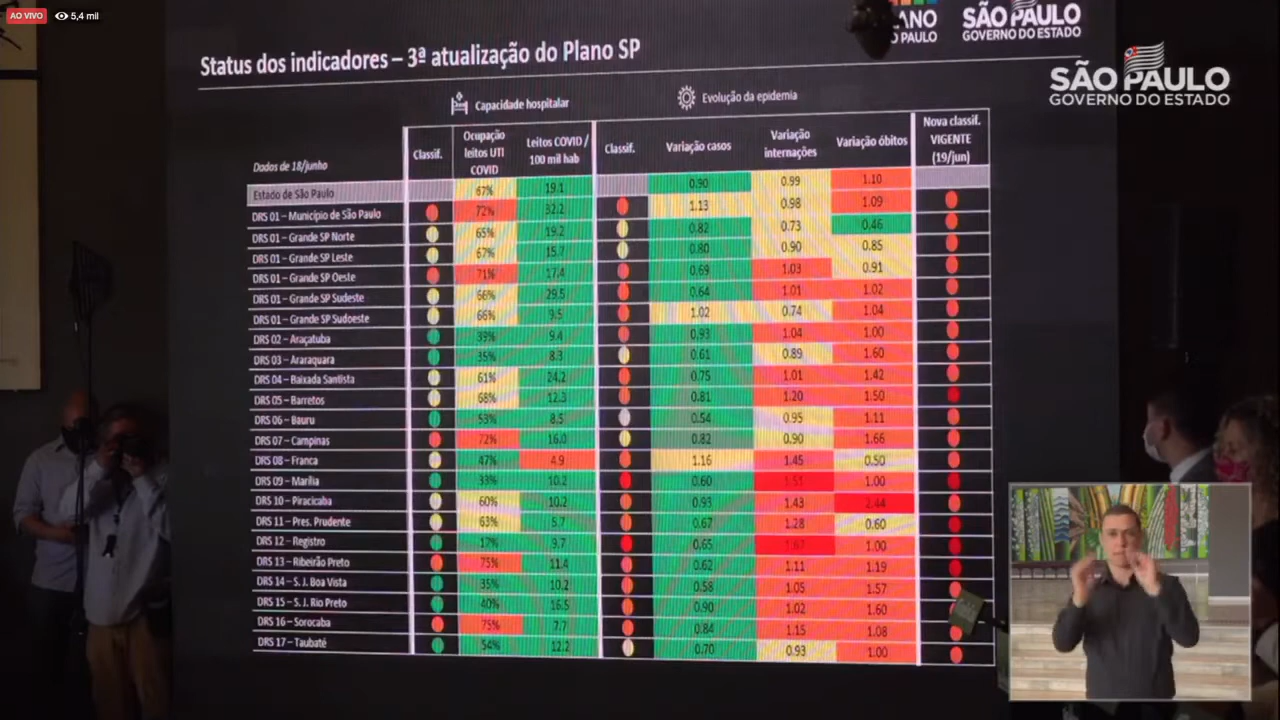 AO VIVO 5,4 mil
ANO
O PAULO
SÃO PAULO
GOVERNO DO ESTADO
SÃO PAULO
GOVERNO DO ESTADO
Status dos indicadores – 3ª atualização do Plano SP
Capacidade hospitalar Evolução da epidemia
Dados de 18/junho Classif. Ocupação leitos UTI COVID Leitos COVID / 100 mil hab Classif. Variação casos Variação internações Variação óbitos Nova classif. VIGENTE (19/jun)
Estado de São Paulo 67% 19.1 0.90 0.99 1.10
DRS 01 – Município de São Paulo 72% 32.2 1.13 0.98 1.09
DRS 01 – Grande SP Norte 65% 19.2 0.82 0.73 0.46
DRS 01 – Grande SP Leste 67% 15.7 0.80 0.90 0.85
DRS 01 – Grande SP Oeste 71% 17.4 0.69 1.03 0.91
DRS 01 – Grande SP Sudeste 66% 29.5 0.64 1.01 1.02
DRS 01 – Grande SP Sudoeste 66% 9.5 1.02 0.74 1.04
DRS 02 – Araçatuba 39% 9.4 0.93 1.04 1.00
DRS 03 – Araraquara 35% 8.3 0.61 0.89 1.60
DRS 04 – Baixada Santista 61% 24.2 0.75 1.01 1.42
DRS 05 – Barretos 68% 12.3 0.81 1.20 1.50
DRS 06 – Bauru 53% 8.5 0.54 0.95 1.11
DRS 07 – Campinas 72% 16.0 0.82 0.90 1.66
DRS 08 – Franca 47% 4.9 1.16 1.45 0.50
DRS 09 – Marília 33% 10.2 0.60 1.00
DRS 10 – Piracicaba 60% 10.2 0.93 1.43 2.44
DRS 11 – Pres. Prudente 63% 5.7 0.67 1.28 0.60
DRS 12 – Registro 17% 9.7 0.65 1.00
DRS 13 – Ribeirão Preto 75% 11.4 0.62 1.11 1.19
DRS 14 – S. J. Boa Vista 35% 10.2 0.58 1.05 1.57
DRS 15 – S. J. Rio Preto 40% 16.5 0.90 1.02 1.60
DRS 16 – Sorocaba 75% 7.7 0.84 1.15 1.08
DRS 17 – Taubaté 54% 12.2 0.70 0.93 1.00